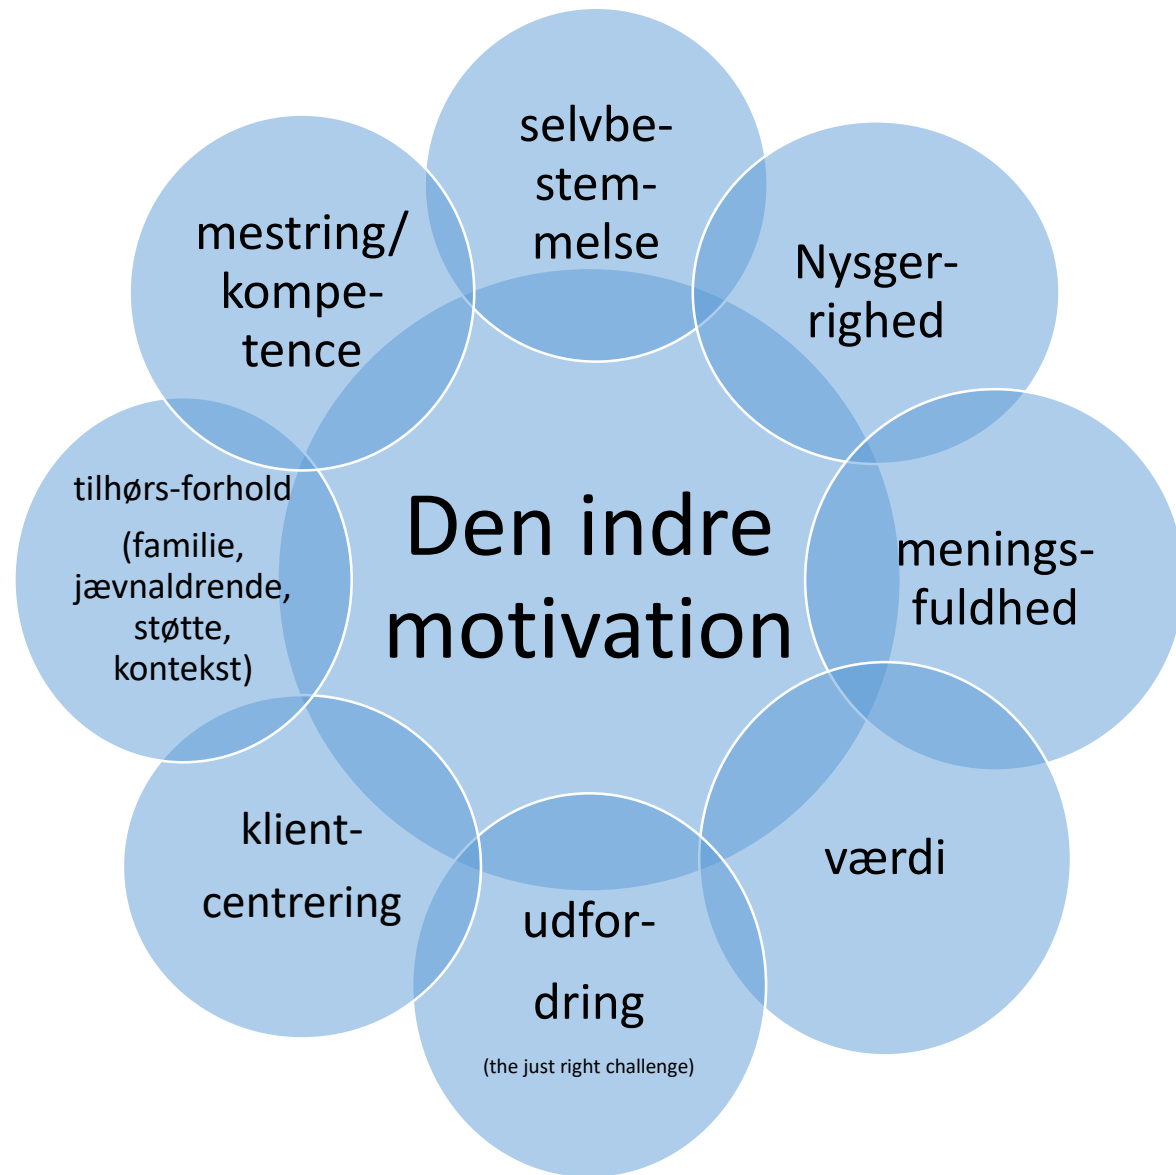 selvbe-
stem-
melse
Nysger-
righed
menings-
fuldhed
værdi
udfor-
dring
(the just right challenge)
klient-
centrering
tilhørs-forhold
(familie,
jævnaldrende,
støtte,
kontekst)
mestring/
kompe-
tence
Den indre
motivation